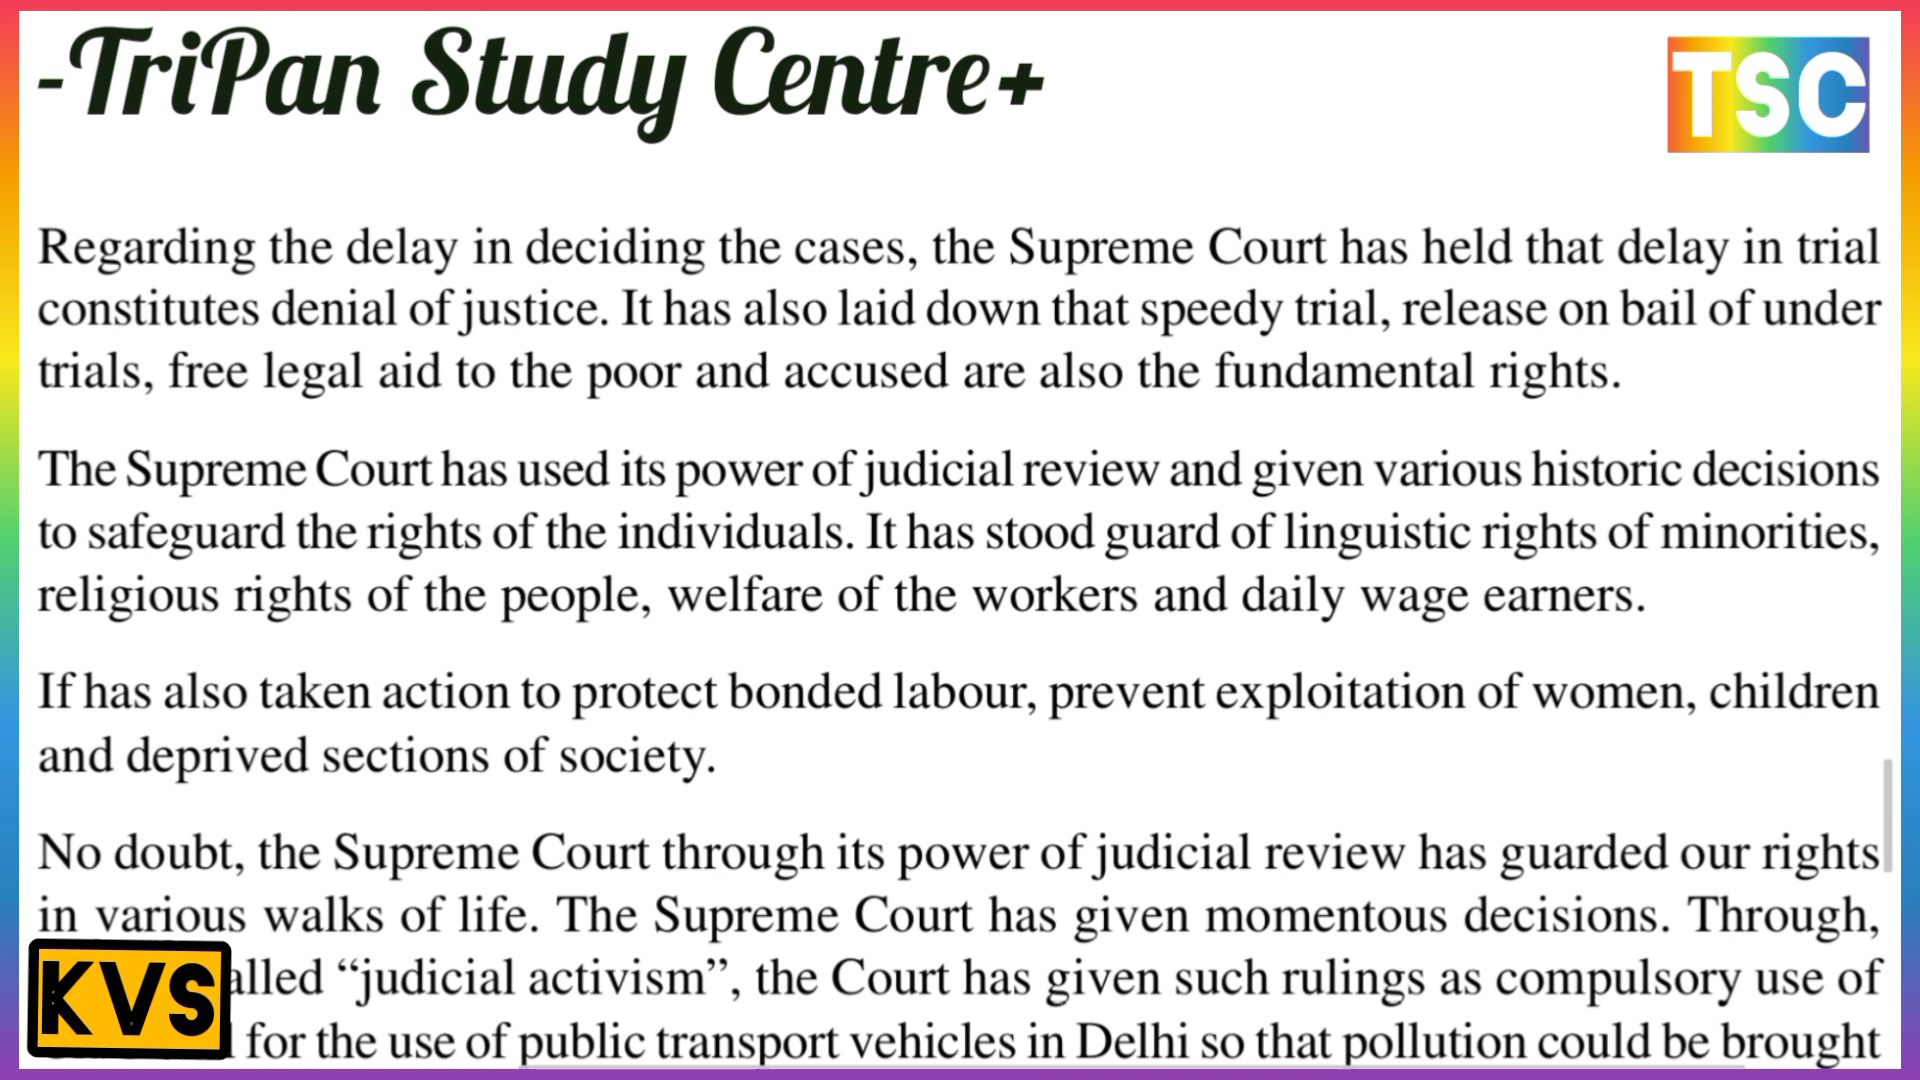 -TriPan Study Centre+
TSC
Regarding the delay in deciding the cases, the Supreme Court has held that delay in trial
constitutes denial of justice. It has also laid down that speedy trial, release on bail of under
trials, free legal aid to the poor and accused are also the fundamental rights.
The Supreme Court has used its power of judicial review and given various historic decisions
to safeguard the rights of the individuals. It has stood guard of linguistic rights of minorities,
religious rights of the people, welfare of the workers and daily wage earners.
If has also taken action to protect bonded labour, prevent exploitation of women, children
and deprived sections of society.
No doubt, the Supreme Court through its power of judicial review has guarded our rights
in various walks of life. The Supreme Court has given momentous decisions. Through,
“judicial activism”, the Court has given such rulings as compulsory use of
for the use of public transport vehicles in Delhi so that pollution could be brought
KVS